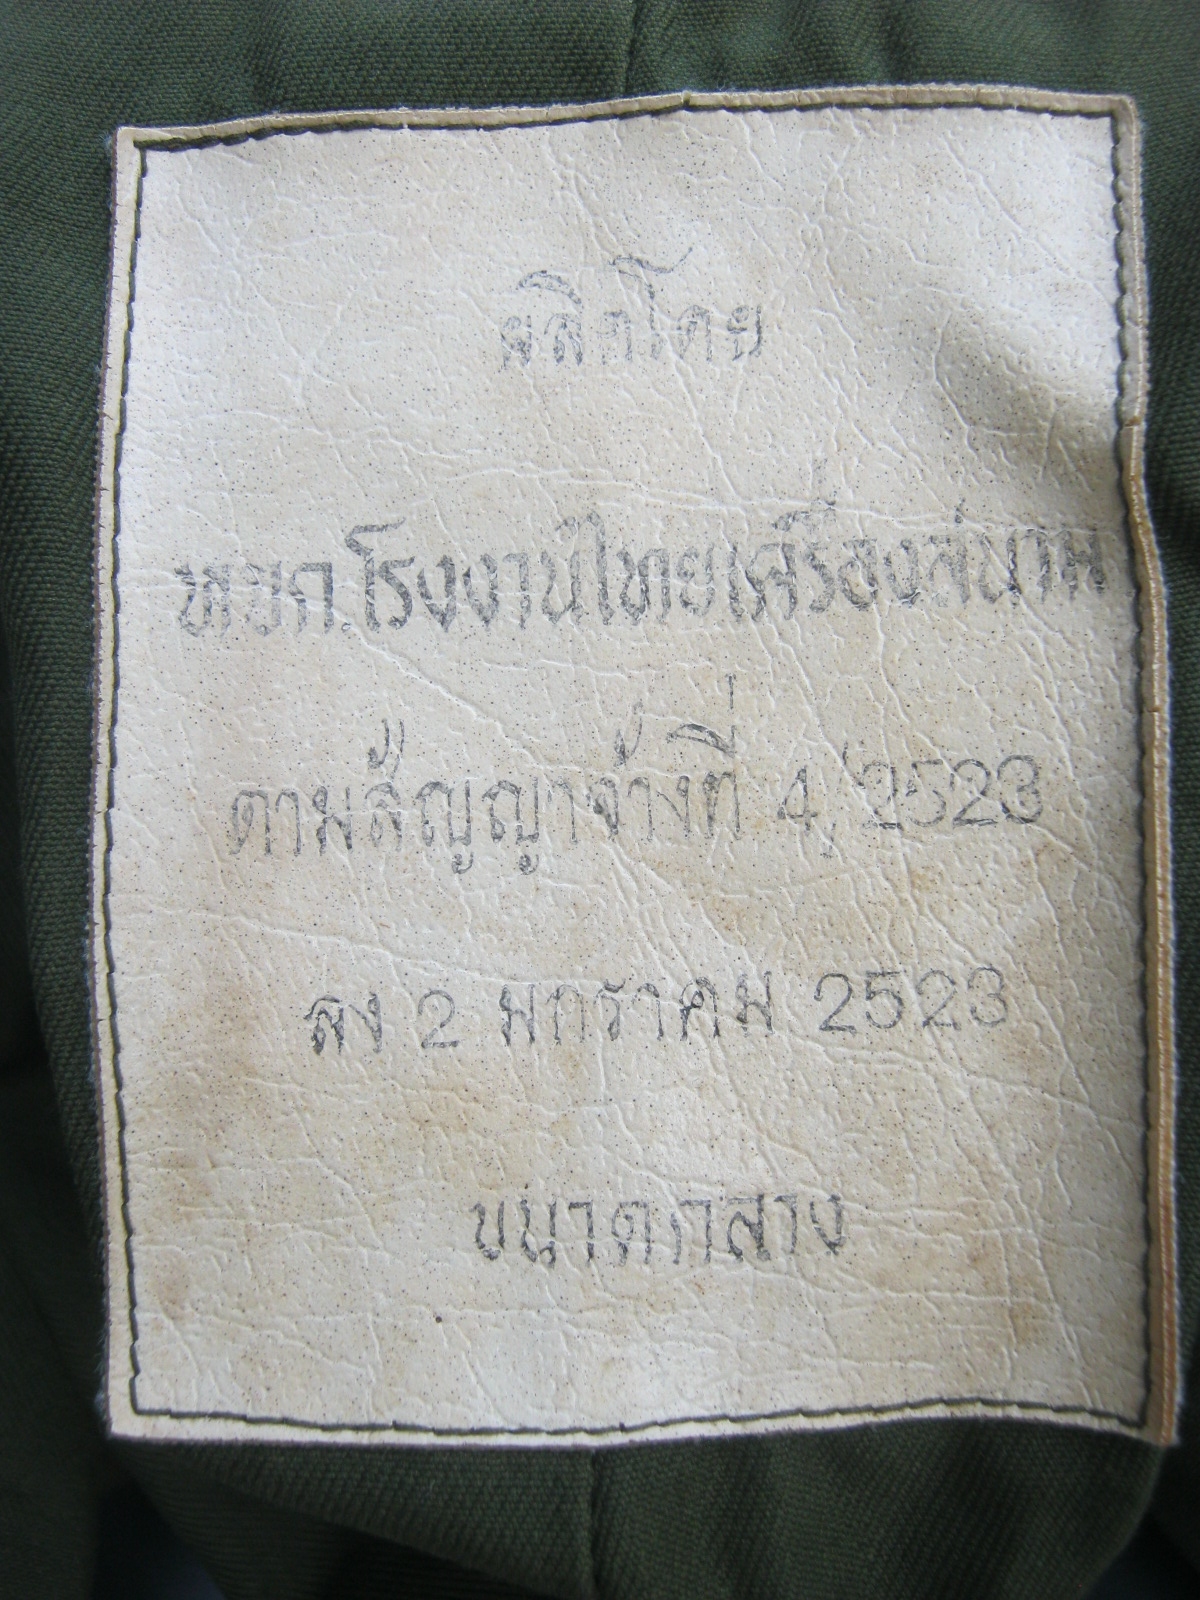 ผลิตโดย
หจก.โรงงานไทยเครื่องสนาม
ตามสัญญาจ้างที่ 4/2523
ลง 2 มกราคม 2523
ขนาดกลาง